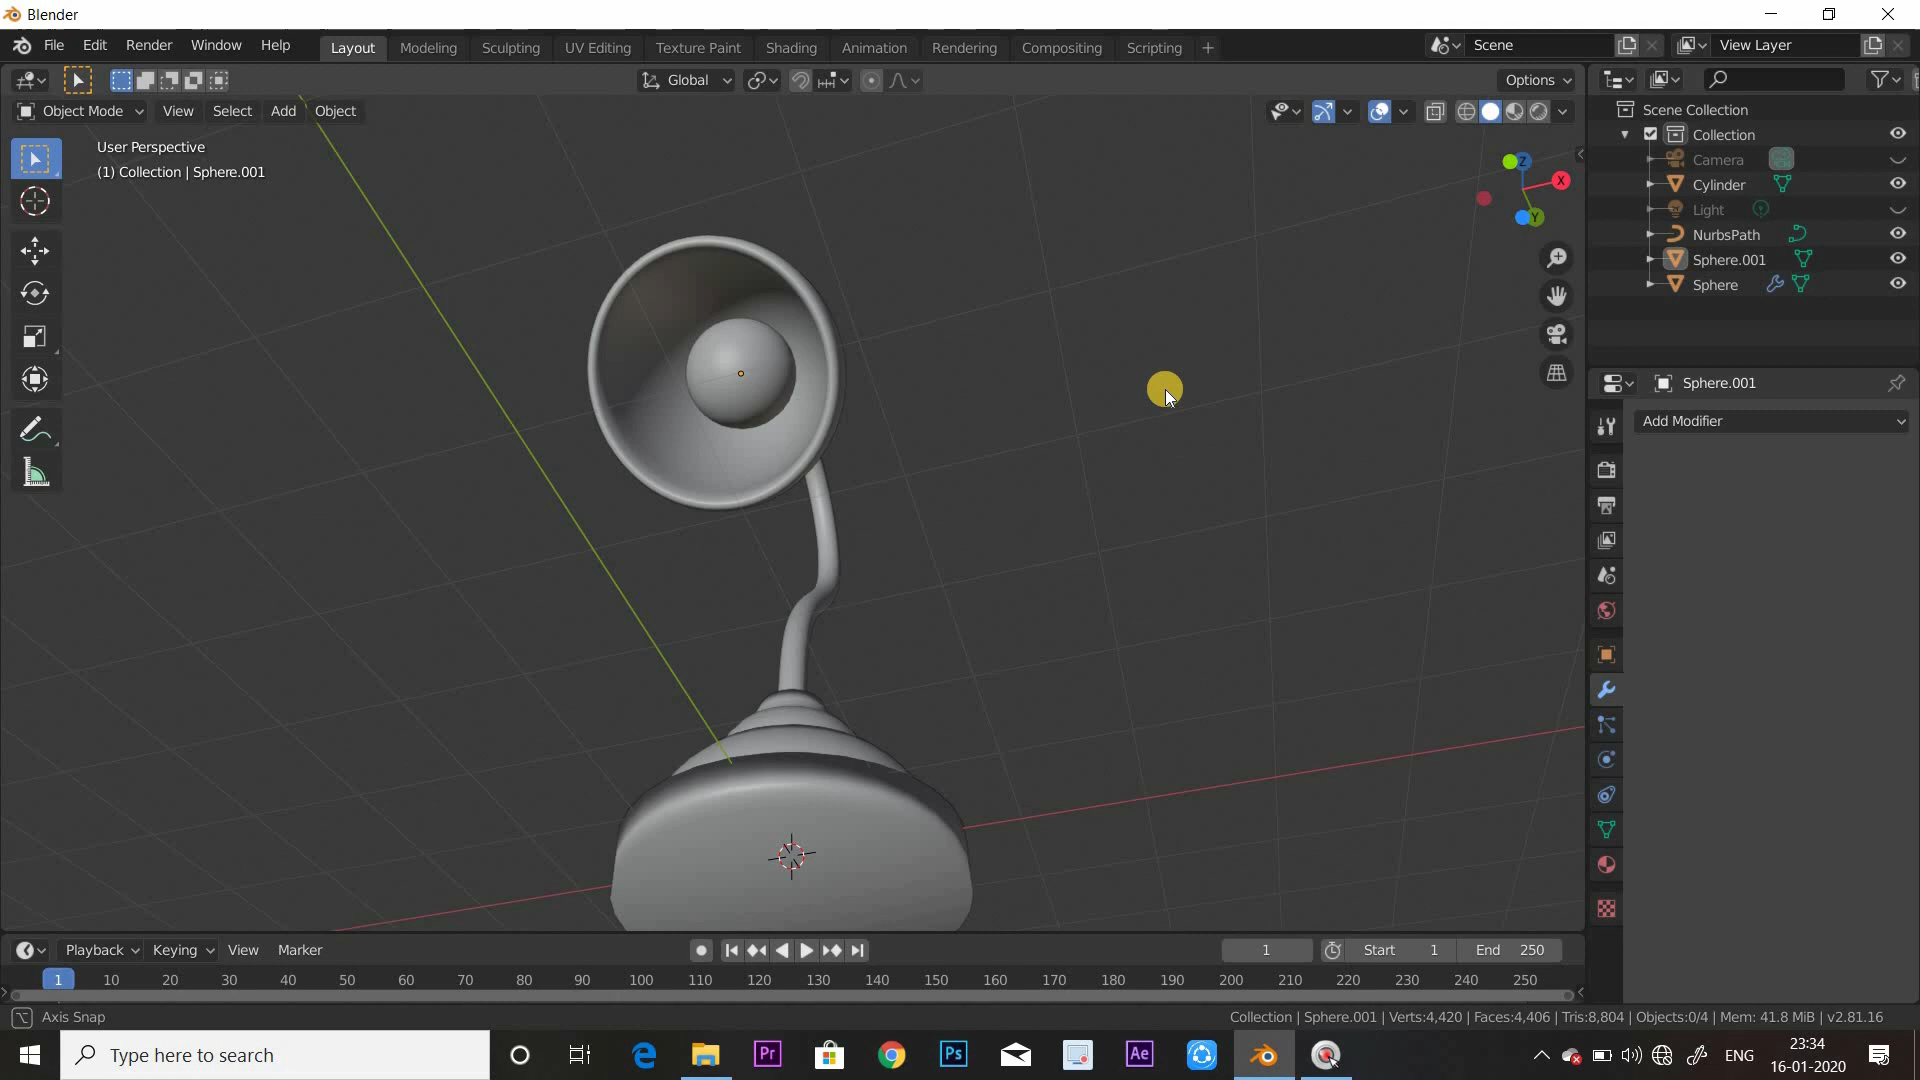 Blender
File Edit Render Window Help Layout Modeling Sculpting UV Editing Texture Paint Shading Animation Rendering Compositing Scripting + Scene View Layer
Global Options
Object Mode View Select Add Object
User Perspective
(1) Collection | Sphere.001
Z
X
Y
Scene Collection
Collection
Camera
Cylinder
Light
NurbsPath
Sphere.001
Sphere
Sphere.001
Add Modifier
Playback Keying View Marker 1 Start 1 End 250
1 10 20 30 40 50 60 70 80 90 100 110 120 130 140 150 160 170 180 190 200 210 220 230 240 250
Axis Snap Collection | Sphere.001 | Verts:4,420 | Faces:4,406 | Tris:8,804 | Objects:0/4 | Mem: 41.8 MiB | v2.81.16
Type here to search Pr Ps Ae ENG 23:34
16-01-2020